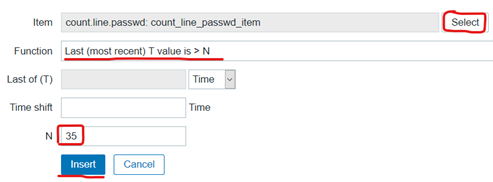 Item count.line.passwd: count_line_passwd_item Select
Function Last (most recent) T value is > N
Last of (T) Time
Time shift Time
N 35
Insert Cancel